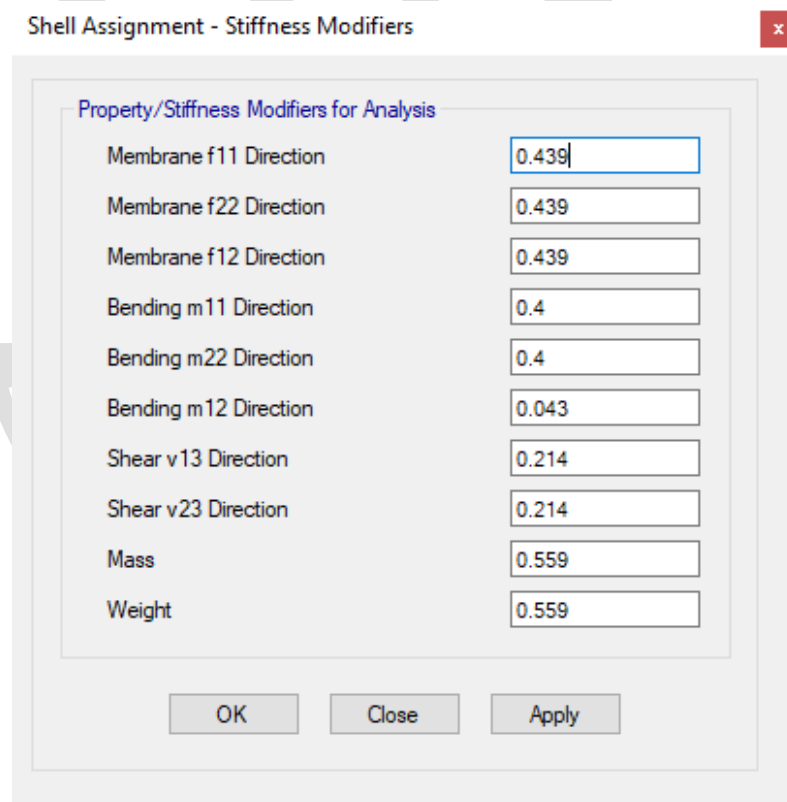 Shell Assignment - Stiffness Modifiers
x
Property/Stiffness Modifiers for Analysis
Membrane f11 Direction 0.439
Membrane f22 Direction 0.439
Membrane f12 Direction 0.439
Bending m11 Direction 0.4
Bending m22 Direction 0.4
Bending m12 Direction 0.043
Shear v13 Direction 0.214
Shear v23 Direction 0.214
Mass 0.559
Weight 0.559
OK Close Apply